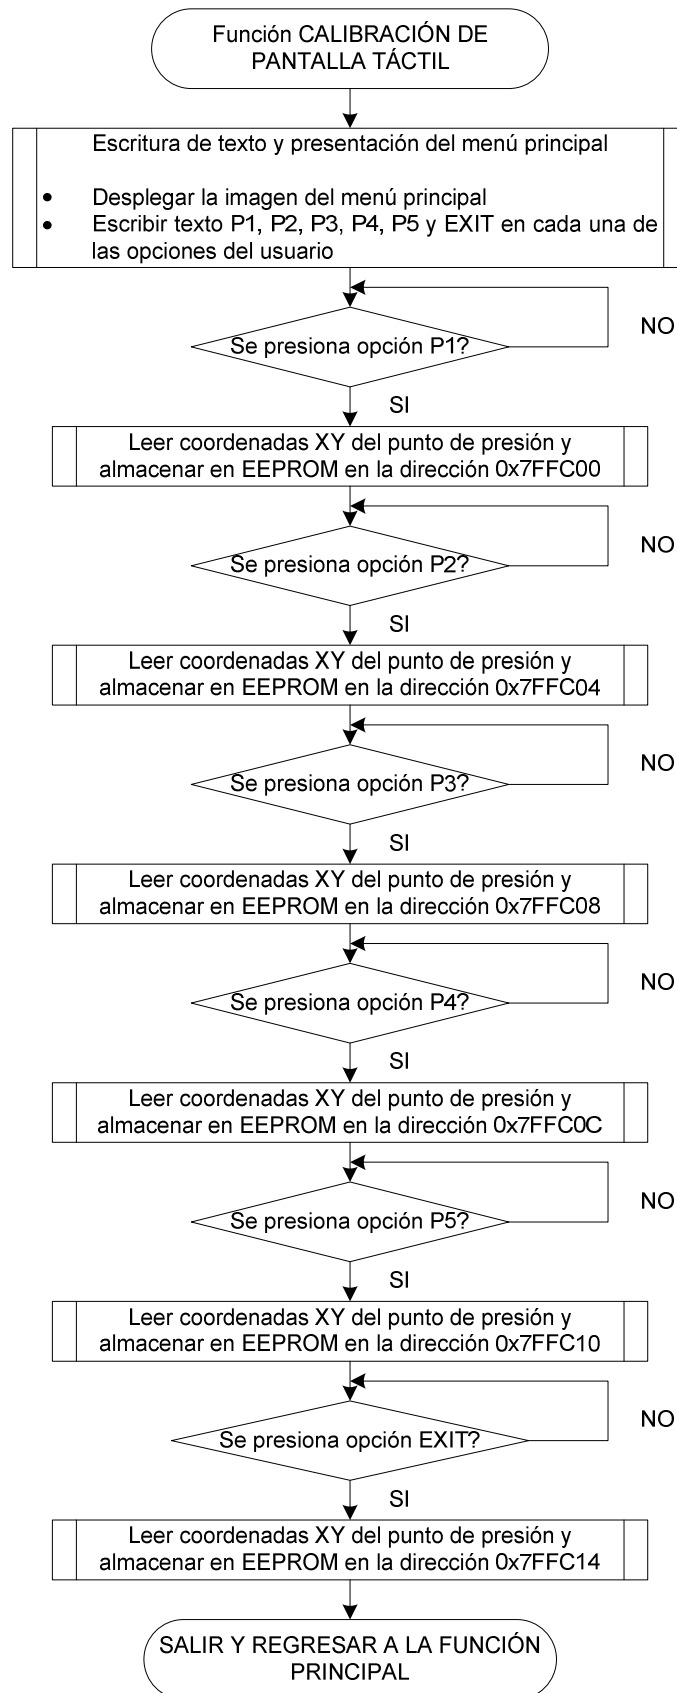 Función CALIBRACIÓN DE
PANTALLA TÁCTIL
Escritura de texto y presentación del menú principal
• Desplegar la imagen del menú principal
• Escribir texto P1, P2, P3, P4, P5 y EXIT en cada una de
las opciones del usuario
Se presiona opción P1?
NO
SI
Leer coordenadas XY del punto de presión y
almacenar en EEPROM en la dirección 0x7FFC00
Se presiona opción P2?
NO
SI
Leer coordenadas XY del punto de presión y
almacenar en EEPROM en la dirección 0x7FFC04
Se presiona opción P3?
NO
SI
Leer coordenadas XY del punto de presión y
almacenar en EEPROM en la dirección 0x7FFC08
Se presiona opción P4?
NO
SI
Leer coordenadas XY del punto de presión y
almacenar en EEPROM en la dirección 0x7FFC0C
Se presiona opción P5?
NO
SI
Leer coordenadas XY del punto de presión y
almacenar en EEPROM en la dirección 0x7FFC10
Se presiona opción EXIT?
NO
SI
Leer coordenadas XY del punto de presión y
almacenar en EEPROM en la dirección 0x7FFC14
SALIR Y REGRESAR A LA FUNCIÓN
PRINCIPAL